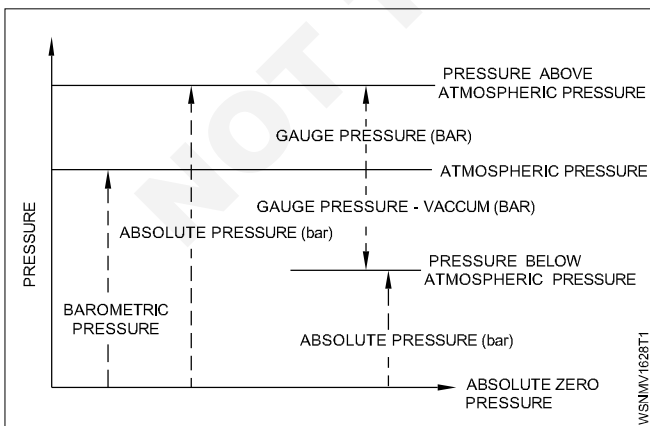 NOT T
PRESSURE ABOVE
ATMOSPHERIC PRESSURE
GAUGE PRESSURE (BAR)
ATMOSPHERIC PRESSURE
GAUGE PRESSURE - VACCUM (BAR)
ABSOLUTE PRESSURE (bar)
PRESSURE BELOW
ATMOSPHERIC PRESSURE
PRESSURE
BAROMETRIC
PRESSURE
ABSOLUTE PRESSURE (bar)
ABSOLUTE ZERO
PRESSURE
WSNMV1628T1